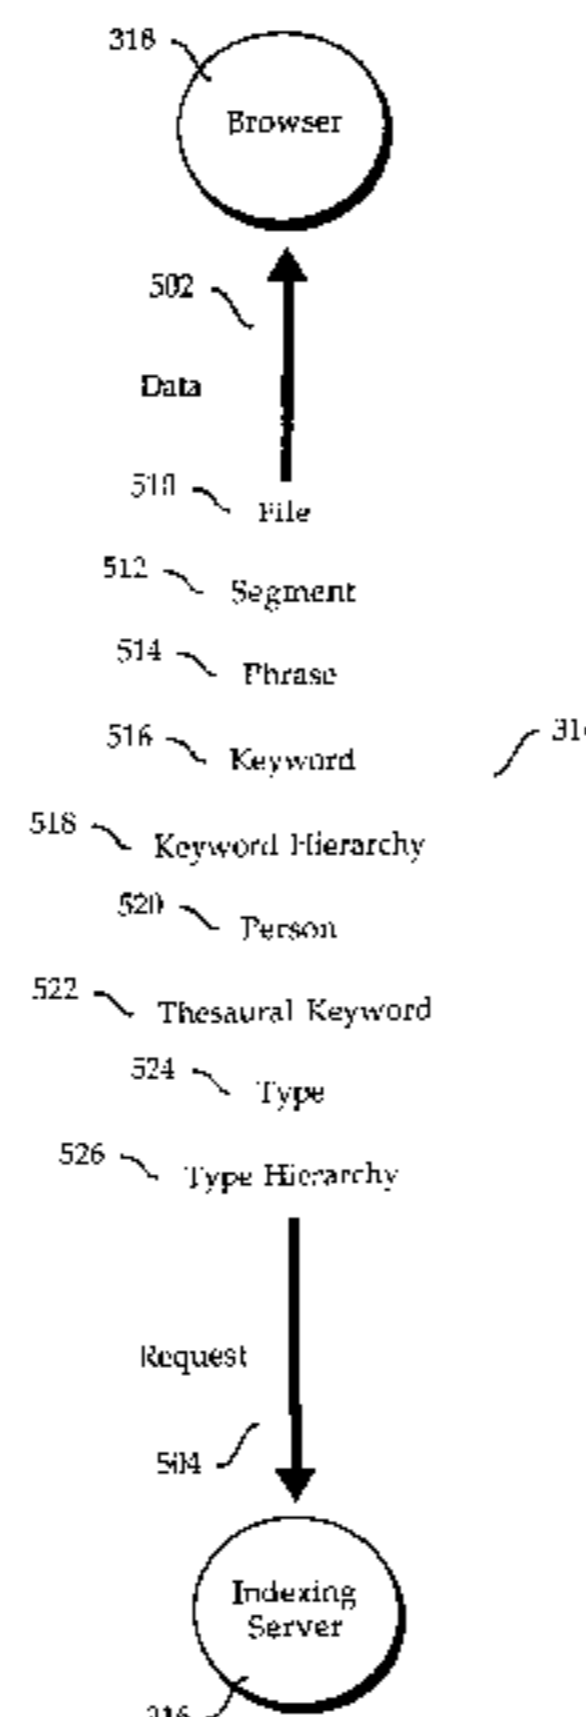 318
Browser
502
Data
510
File
512
Segment
514
Phrase
516
Keyword
518
Keyword Hierarchy
520
Person
522
Thesaural Keyword
524
Type
526
Type Hierarchy
Request
504
Indexing
Server